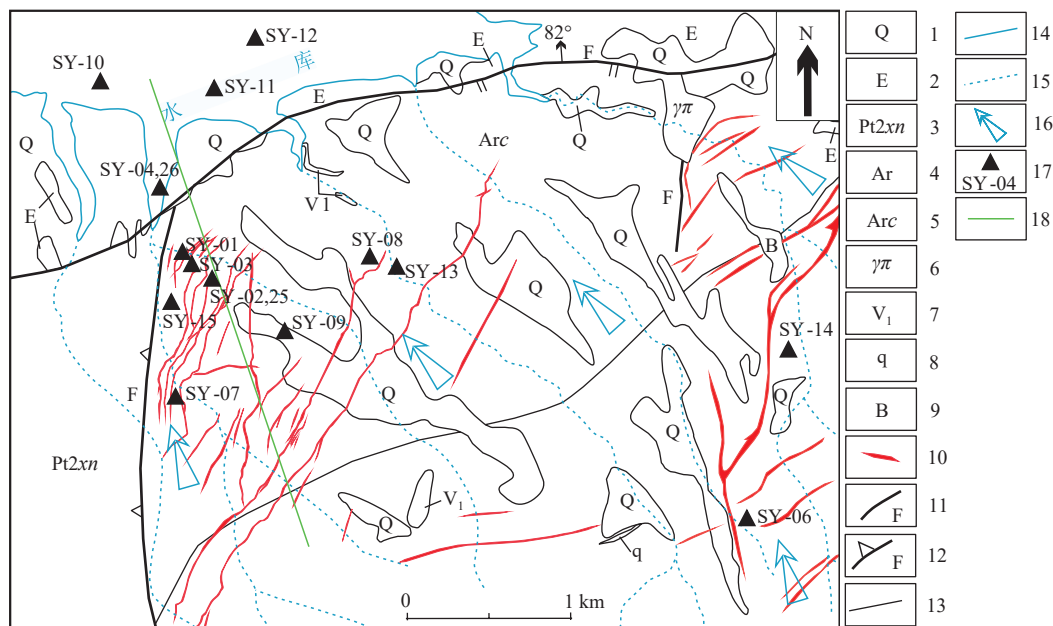 SY-12
E
82°
F
Q
E
Q
N
SY-10
Q
库
SY-11
E
Q
水
γπ
Q
Q
Q
Arc
Q
E
SY-04,26
V1
F
E
Q
B
SY-01
SY-03
SY-08
SY-13
SY-02,25
Q
SY-15
SY-09
SY-14
F
SY-07
Q
Q
Pt2xn
Q
V₁
Q
Q
SY-06
q
0 1 km
Q 1
E 2
Pt2xn 3
Ar 4
Arc 5
γπ 6
V₁ 7
q 8
B 9
10
F 11
F 12
13
14
15
16
SY-04 17
18